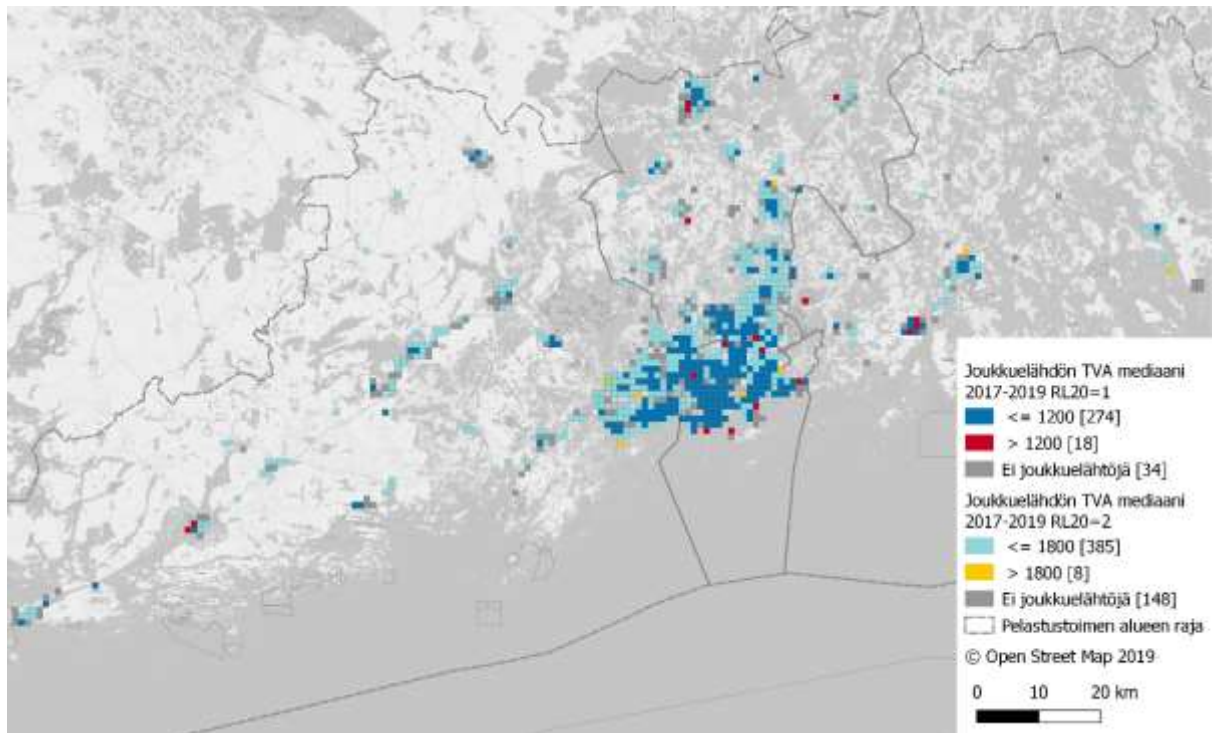 Joukkuelähdön TVA mediaani
2017-2019 RL20=1
<= 1200 [274]
> 1200 [18]
Ei joukkuelähtöjä [34]
Joukkuelähdön TVA mediaani
2017-2019 RL20=2
<= 1800 [385]
> 1800 [8]
Ei joukkuelähtöjä [148]
Pelastustoimen alueen raja
© Open Street Map 2019
0 10 20 km